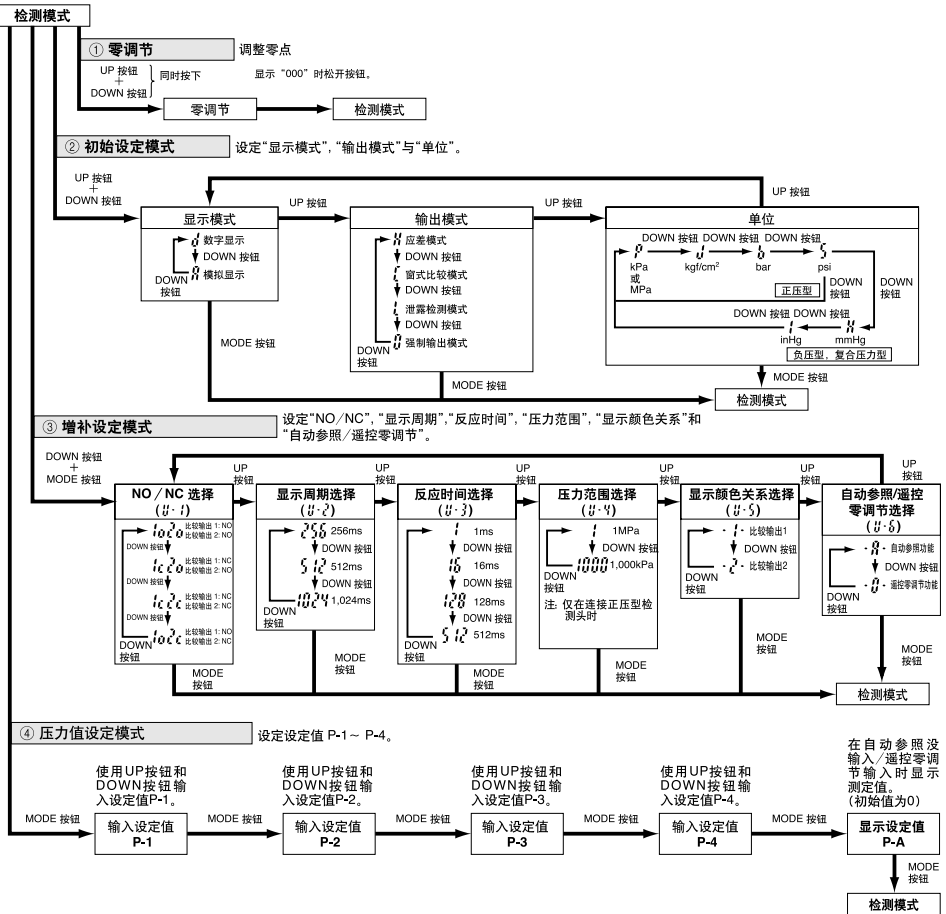 检测模式
① 零调节
调整零点
UP 按钮
+
DOWN 按钮
同时按下
显示“000”时松开按钮。
零调节
检测模式
② 初始设定模式
设定“显示模式”，“输出模式”与“单位”。
UP 按钮
+
DOWN 按钮
UP 按钮
UP 按钮
UP 按钮
显示模式
d 数字显示
DOWN 按钮
A 模拟显示
DOWN
按钮
输出模式
H 应差模式
DOWN 按钮
C 窗式比较模式
DOWN 按钮
L 泄露检测模式
DOWN 按钮
0 强制输出模式
DOWN
按钮
单位
DOWN 按钮 DOWN 按钮 DOWN 按钮
P d b S
kPa
或
MPa
kgf/cm²
bar
psi
正压型
DOWN
按钮
DOWN
按钮
DOWN 按钮 DOWN 按钮
I H
inHg
mmHg
负压型，复合压力型
MODE 按钮
MODE 按钮
MODE 按钮
检测模式
③ 增补设定模式
设定“NO／NC”，“显示周期”，“反应时间”，“压力范围”，“显示颜色关系”和
“自动参照／遥控零调节”。
DOWN 按钮
+
MODE 按钮
UP
按钮
UP
按钮
UP
按钮
UP
按钮
UP
按钮
UP
按钮
NO／NC 选择
(U-1)
1o2o 比较输出 1: NO
比较输出 2: NO
DOWN 按钮
1c2o 比较输出 1: NC
比较输出 2: NO
DOWN 按钮
1c2c 比较输出 1: NC
比较输出 2: NC
DOWN 按钮
1o2c 比较输出 1: NO
比较输出 2: NC
DOWN
按钮
显示周期选择
(U-2)
256 256ms
DOWN 按钮
512 512ms
DOWN 按钮
1024 1,024ms
DOWN
按钮
反应时间选择
(U-3)
1 1ms
DOWN 按钮
16 16ms
DOWN 按钮
128 128ms
DOWN 按钮
512 512ms
DOWN
按钮
压力范围选择
(U-4)
1 1MPa
DOWN 按钮
1000 1,000kPa
DOWN
按钮
注: 仅在连接正压型检
测头时
显示颜色关系选择
(U-5)
-1- 比较输出1
DOWN 按钮
-2- 比较输出2
DOWN
按钮
自动参照/遥控
零调节选择
(U-6)
-A- 自动参照功能
DOWN 按钮
-0- 遥控零调节功能
DOWN
按钮
MODE
按钮
MODE
按钮
MODE
按钮
MODE
按钮
MODE
按钮
MODE
按钮
检测模式
④ 压力值设定模式
设定设定值 P-1～ P-4。
使用UP按钮和
DOWN按钮输
入设定值P-1。
使用UP按钮和
DOWN按钮输
入设定值P-2。
使用UP按钮和
DOWN按钮输
入设定值P-3。
使用UP按钮和
DOWN按钮输
入设定值P-4。
在自动参照没
输入/遥控零调
节输入时显示
测定值。
(初始值为0)
MODE 按钮
输入设定值
P-1
MODE 按钮
输入设定值
P-2
MODE 按钮
输入设定值
P-3
MODE 按钮
输入设定值
P-4
MODE 按钮
显示设定值
P-A
MODE
按钮
检测模式